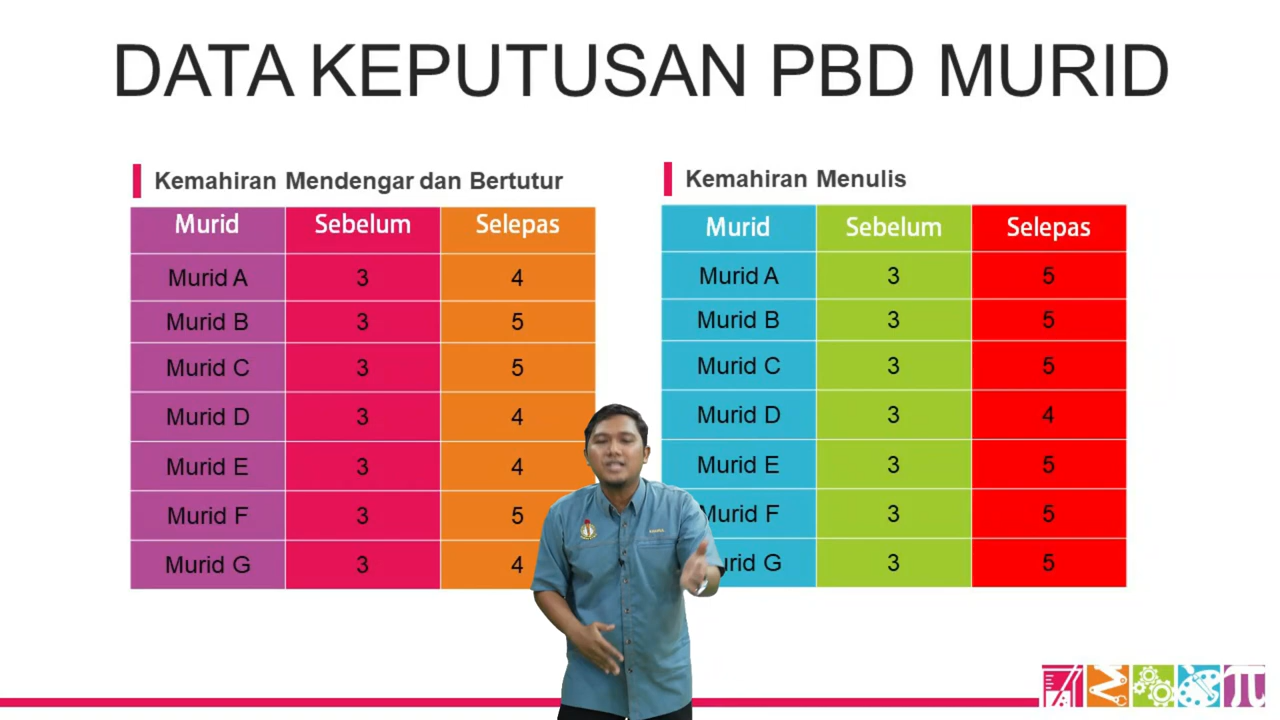 DATA KEPUTUSAN PBD MURID
Kemahiran Mendengar dan Bertutur
Murid Sebelum Selepas
Murid A 3 4
Murid B 3 5
Murid C 3 5
Murid D 3 4
Murid E 3 4
Murid F 3 5
Murid G 3 4
Kemahiran Menulis
Murid Sebelum Selepas
Murid A 3 5
Murid B 3 5
Murid C 3 5
Murid D 3 4
Murid E 3 5
Murid F 3 5
urid G 3 5